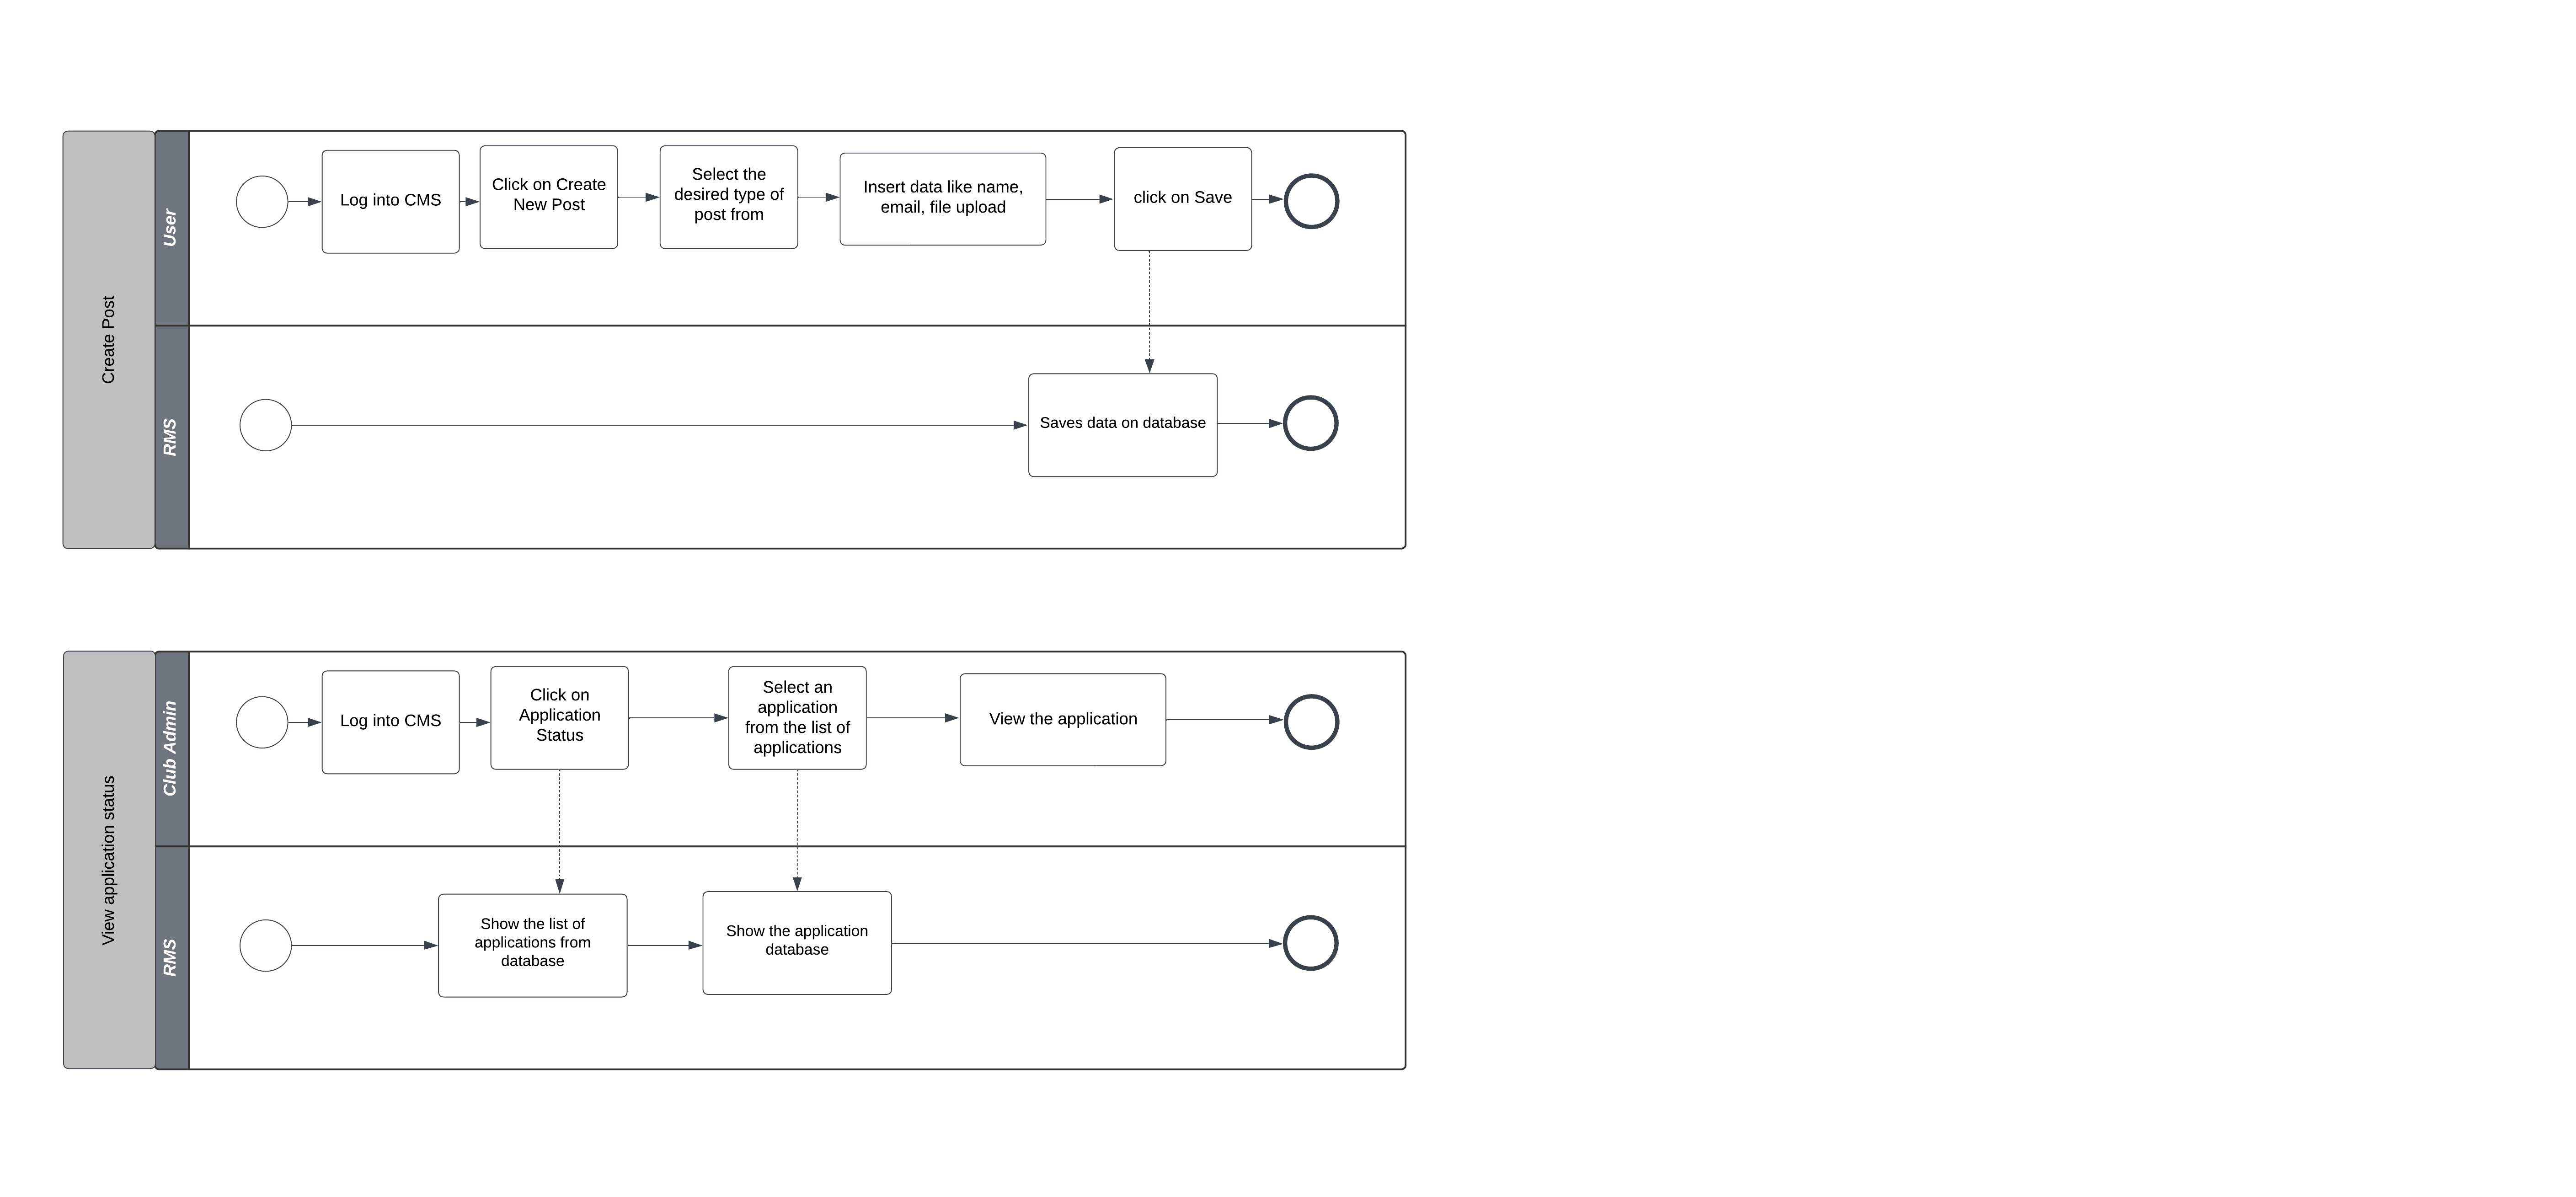 Create Post
User
Log into CMS
Click on Create
New Post
Select the
desired type of
post from
Insert data like name,
email, file upload
click on Save
RMS
Saves data on database
View application status
Club Admin
Log into CMS
Click on
Application
Status
Select an
application
from the list of
applications
View the application
RMS
Show the list of
applications from
database
Show the application
database